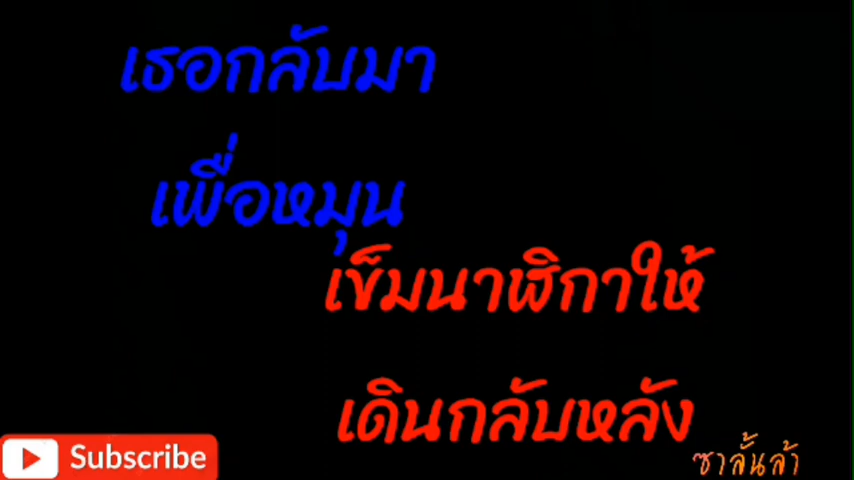 เธอกลับมา
เพื่อหมุน
เข็มนาฬิกาให้
เดินกลับหลัง
Subscribe
ซาลั้นล้า